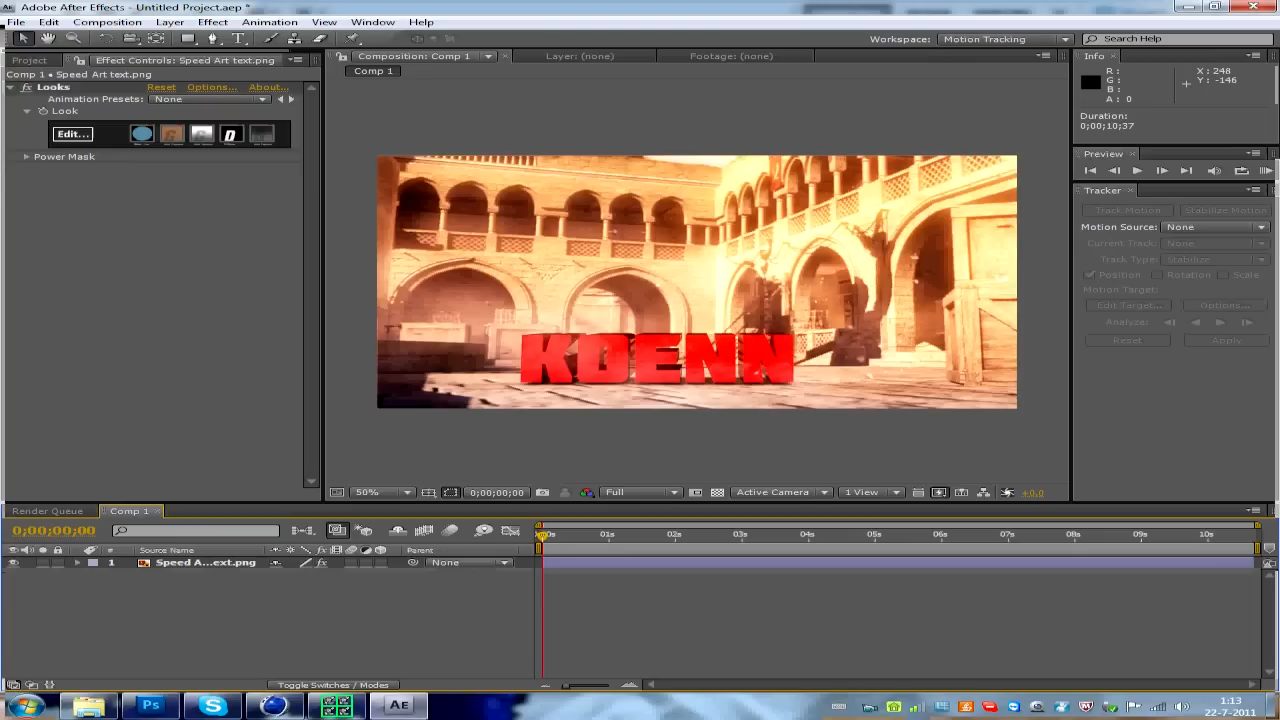 Adobe After Effects - Untitled Project.aep *
File Edit Composition Layer Effect Animation View Window Help
Workspace: Motion Tracking Search Help
Project Effect Controls: Speed Art text.png
Comp 1 • Speed Art text.png
fx Looks Reset Options... About...
Animation Presets: None
Look
Edit...
Power Mask
Composition: Comp 1 Layer: (none) Footage: (none)
Comp 1
KOENN
50% 0;00;00;00 Full Active Camera 1 View +0,0
Info
R: X: 248
G: Y: -146
B:
A: 0
Duration:
0;00;10;37
Preview
Tracker
Track Motion Stabilize Motion
Motion Source: None
Current Track: None
Track Type: Stabilize
Position Rotation Scale
Motion Target:
Edit Target... Options...
Analyze:
Reset Apply
Render Queue Comp 1
0;00;00;00
01s 02s 03s 04s 05s 06s 07s 08s 09s 10s
# Source Name fx Parent
1 Speed A...ext.png fx None
Toggle Switches / Modes
Ps S Ae
NL
1:13
22-7-2011